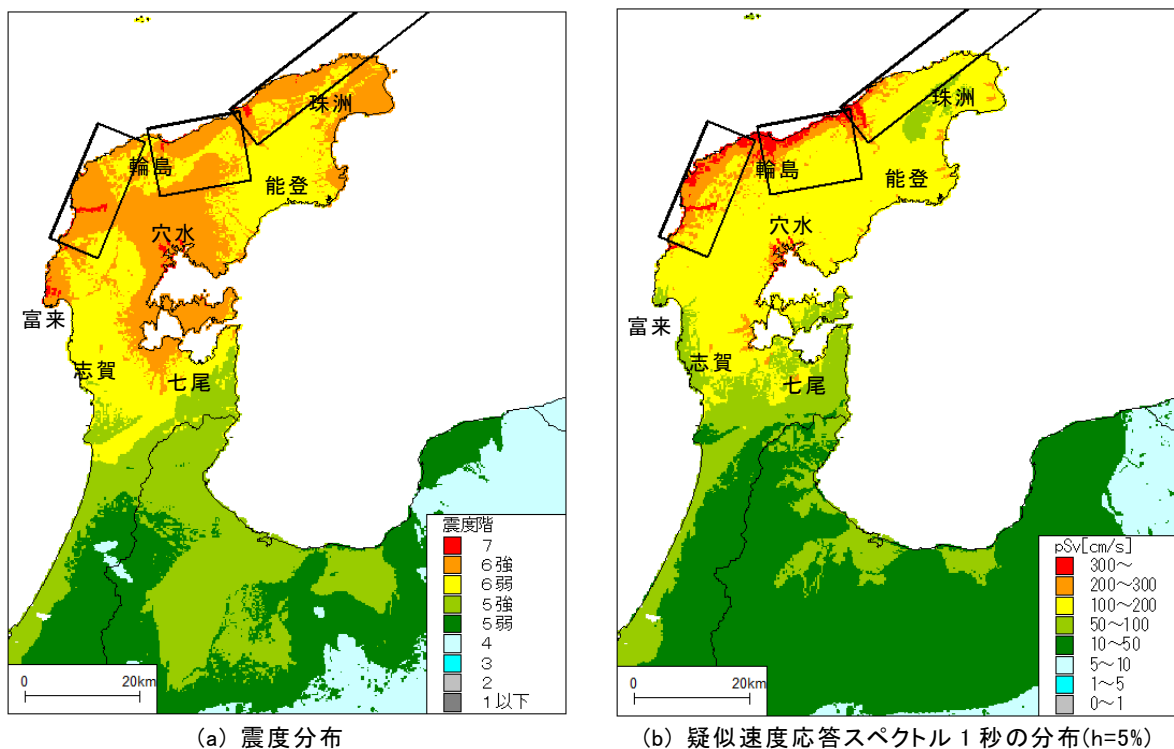 珠洲
輪島
能登
穴水
富来
志賀
七尾
震度階
7
6強
6弱
5強
5弱
4
3
2
1以下
0 20km
(a) 震度分布
珠洲
輪島
能登
穴水
富来
志賀
七尾
pSv[cm/s]
300～
200～300
100～200
50～100
10～50
5～10
1～5
0～1
0 20km
(b) 疑似速度応答スペクトル 1 秒の分布(h=5%)